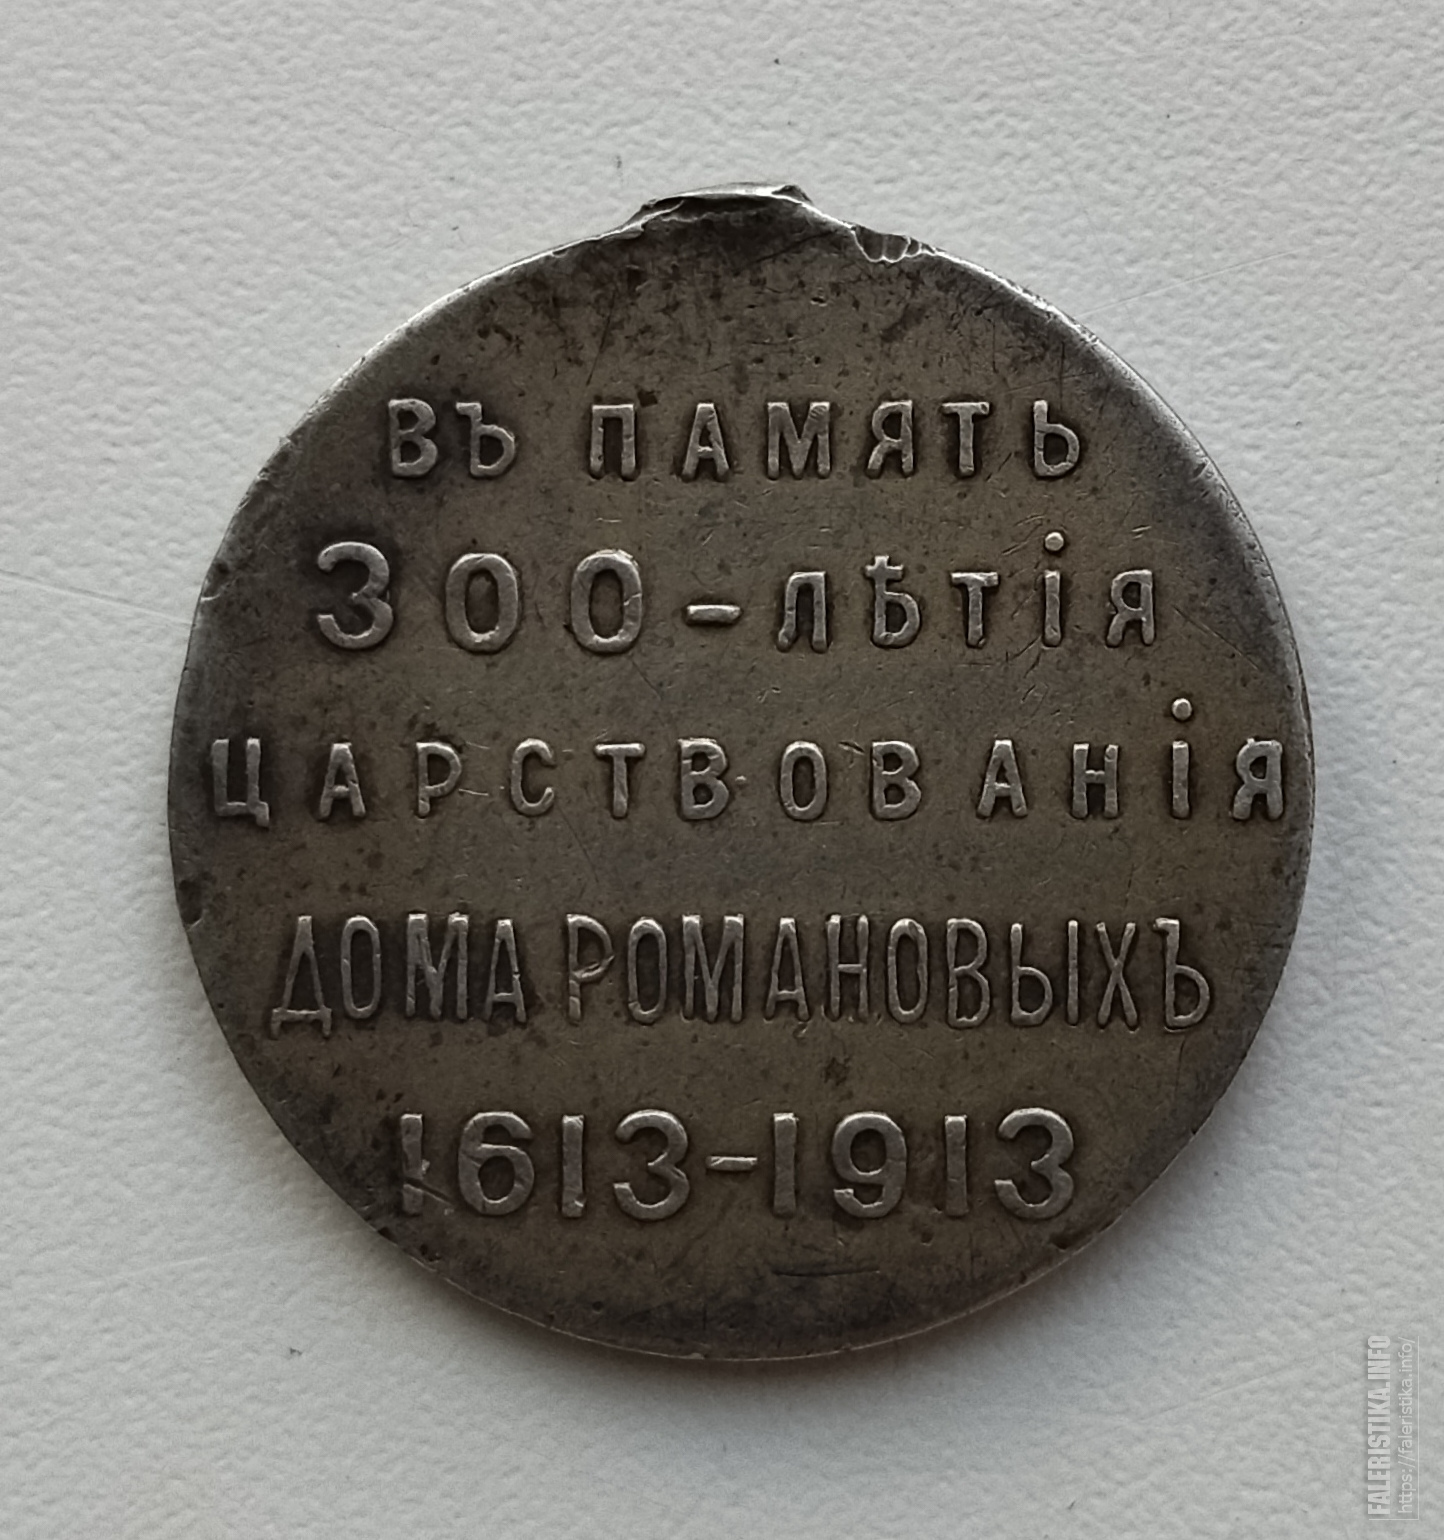 ВЪ ПАМЯТЬ
300-ЛѢТІЯ
ЦАРСТВОВАНІЯ
ДОМА РОМАНОВЫХЪ
1613-1913
FALERISTIKA.INFO
https://faleristika.info/